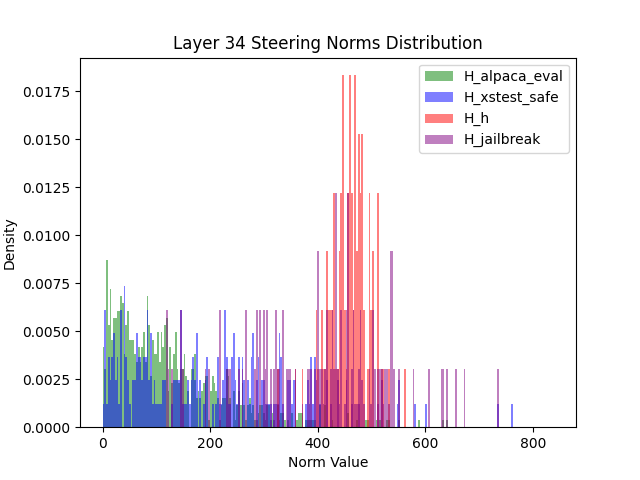 Layer 34 Steering Norms Distribution
H_alpaca_eval
H_xstest_safe
H_h
H_jailbreak
0.0175
0.0150
0.0125
0.0100
0.0075
0.0050
0.0025
0.0000
Density
0 200 400 600 800
Norm Value